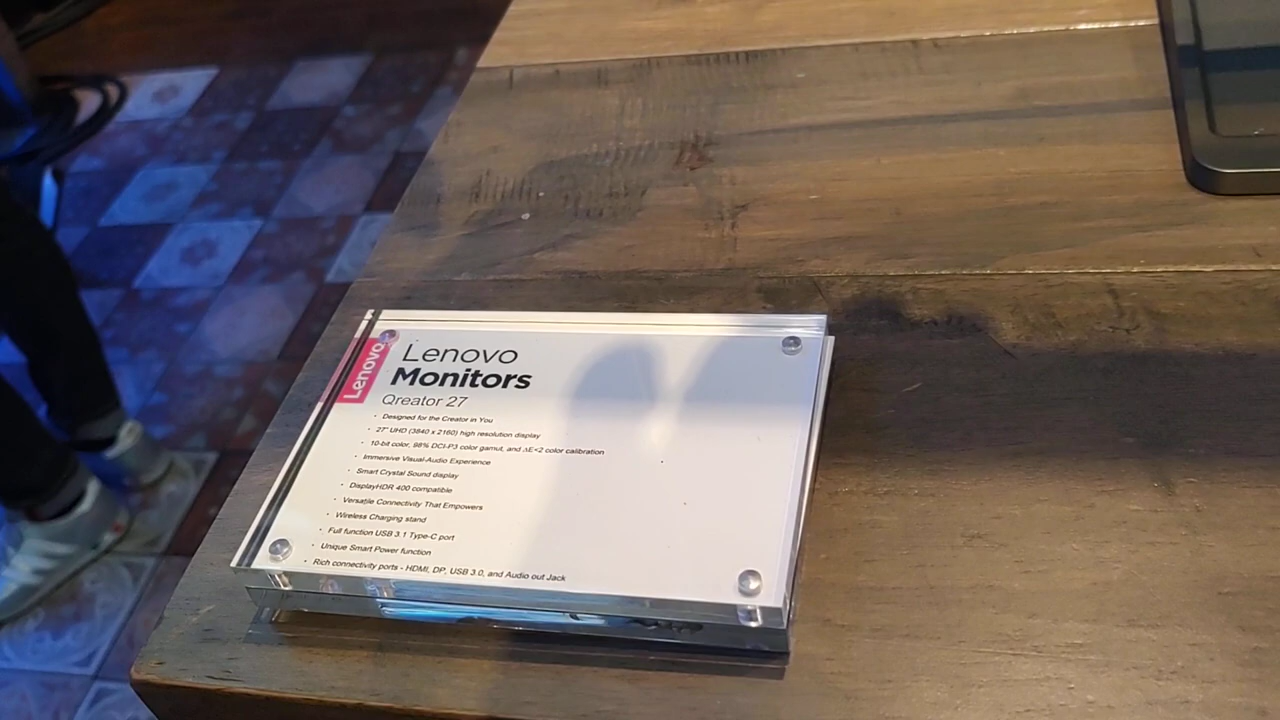 Lenovo
Lenovo
Monitors
Qreator 27
• Designed for the Creator in You
• 27" UHD (3840 x 2160) high resolution display
• 10-bit color, 98% DCI-P3 color gamut, and ΔE<2 color calibration
• Immersive Visual-Audio Experience
• Smart Crystal Sound display
• DisplayHDR 400 compatible
• Versatile Connectivity That Empowers
• Wireless Charging stand
• Full function USB 3.1 Type-C port
• Unique Smart Power function
• Rich connectivity ports - HDMI, DP, USB 3.0, and Audio out Jack